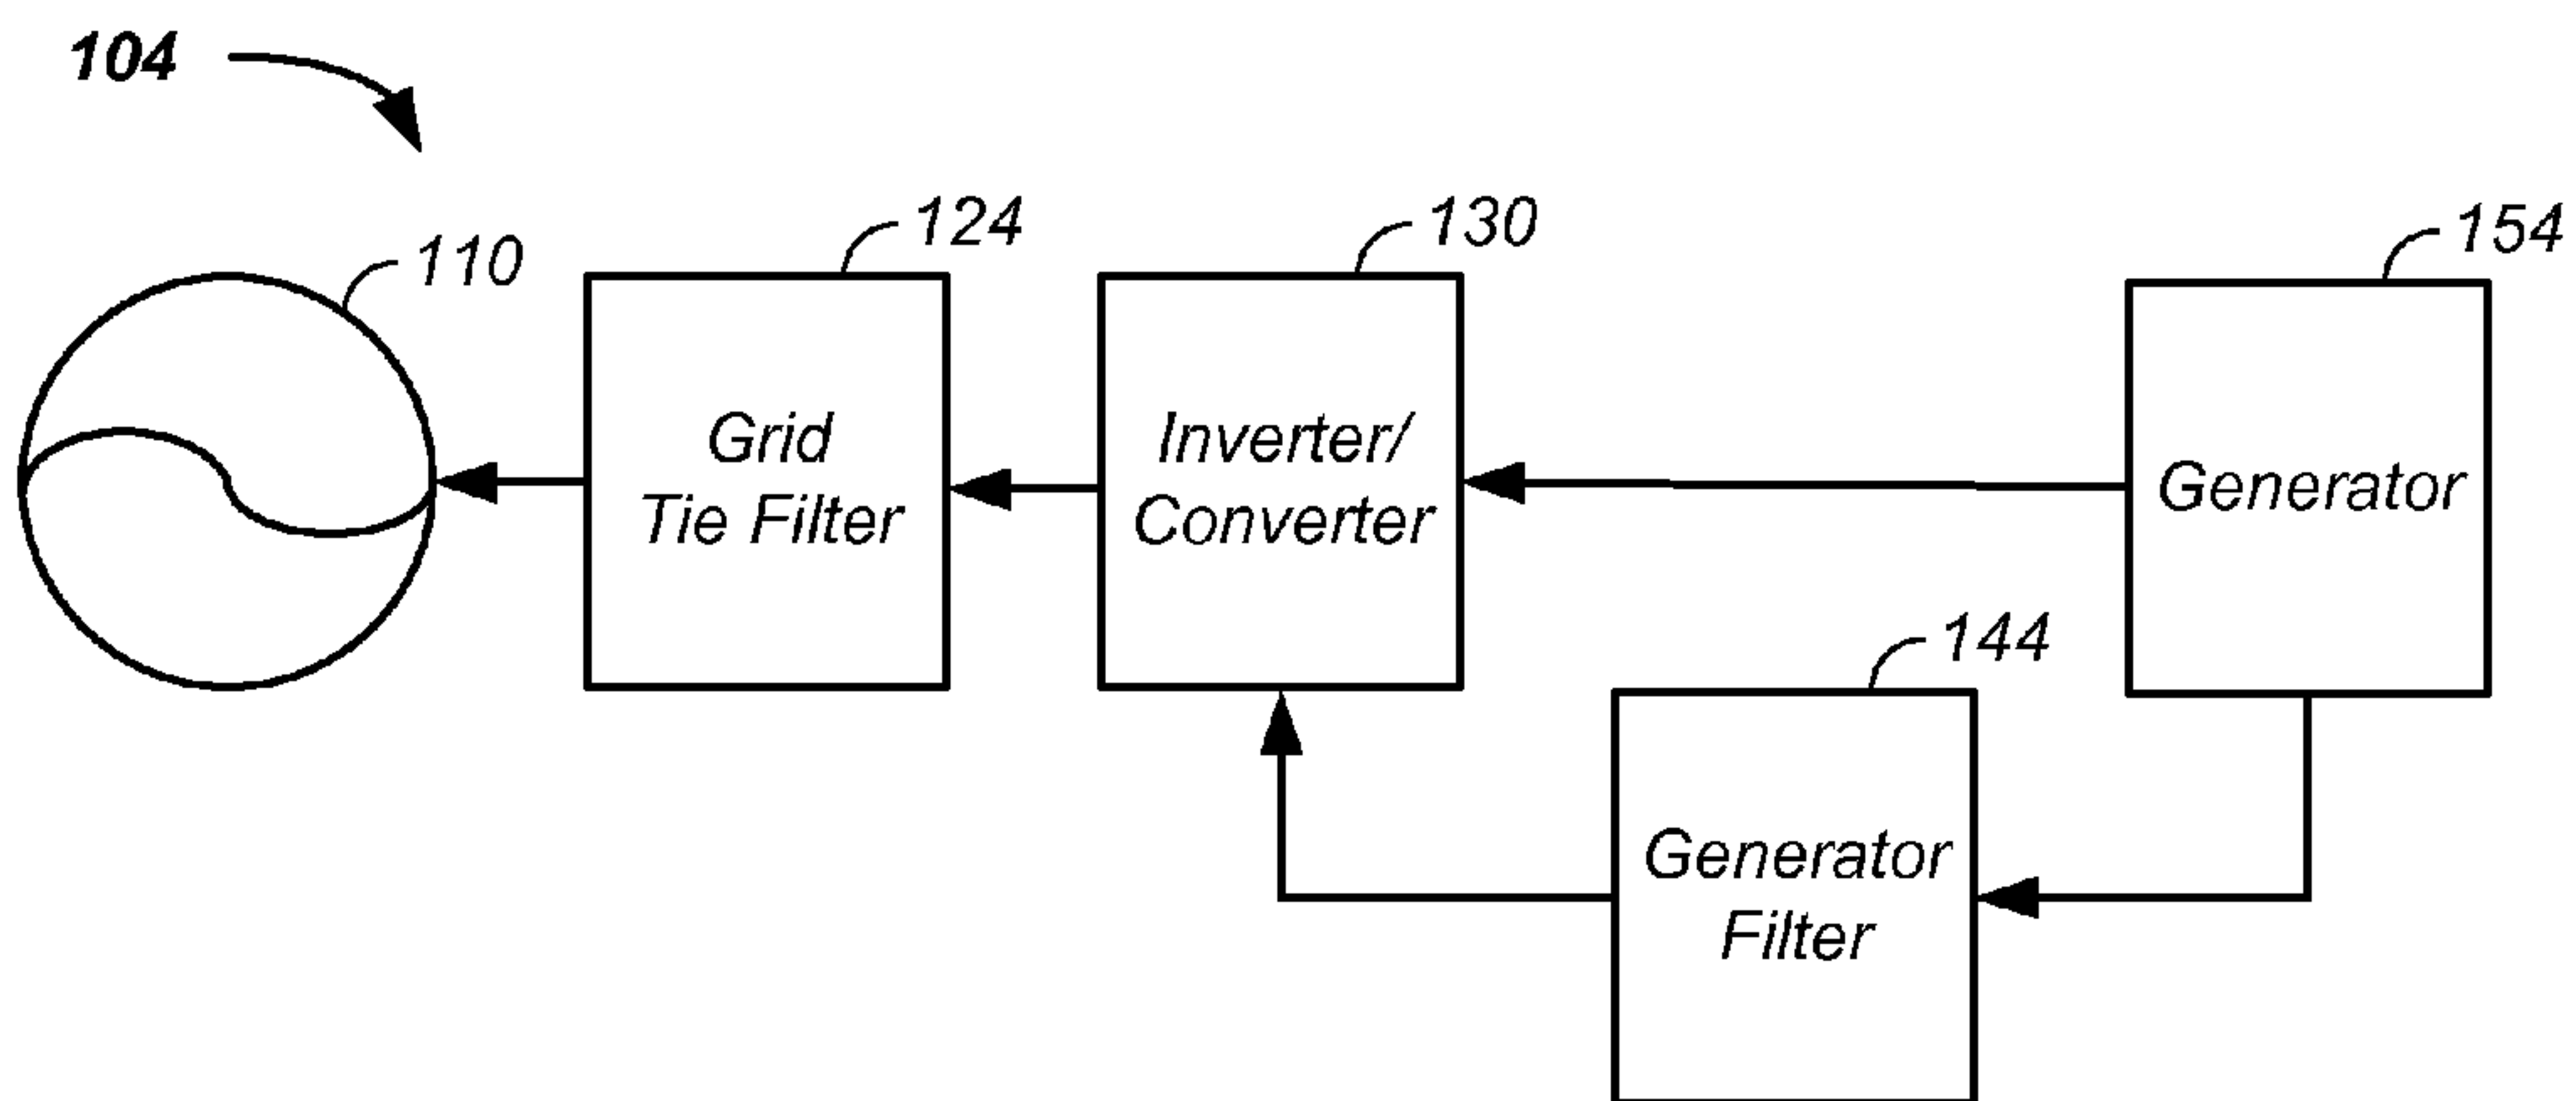 104
110
124
130
154
Grid
Tie Filter
Inverter/
Converter
Generator
144
Generator
Filter